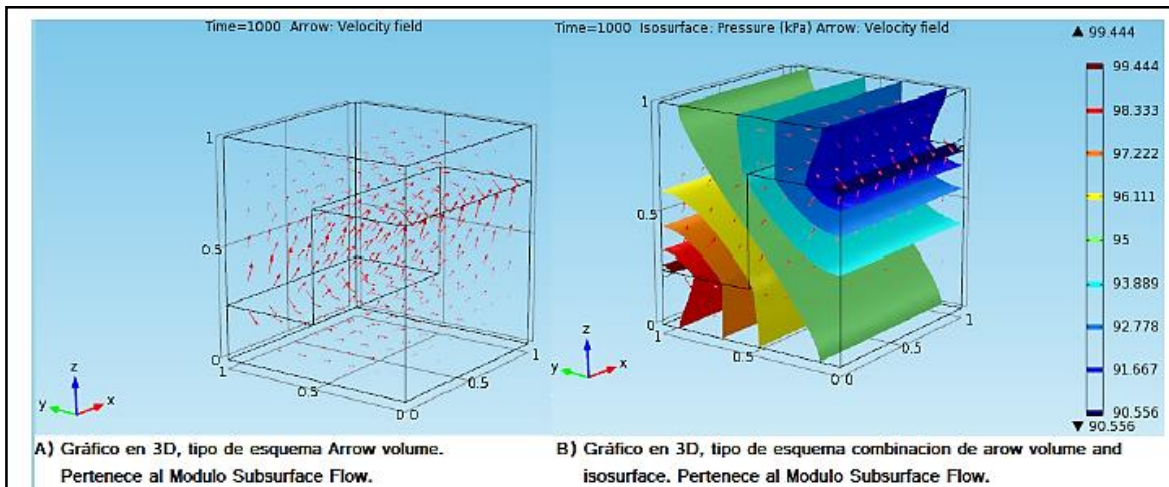 Time=1000 Arrow: Velocity field
1
0.5
0
1
0.5
0
0
0.5
1
z
y
x
A) Gráfico en 3D, tipo de esquema Arrow volume.
Pertenece al Modulo Subsurface Flow.
Time=1000 Isosurface: Pressure (kPa) Arrow: Velocity field
1
0.5
0
1
0.5
0
0
0.5
1
z
y
x
▲ 99.444
99.444
98.333
97.222
96.111
95
93.889
92.778
91.667
90.556
▼ 90.556
B) Gráfico en 3D, tipo de esquema combinacion de arow volume and
isosurface. Pertenece al Modulo Subsurface Flow.